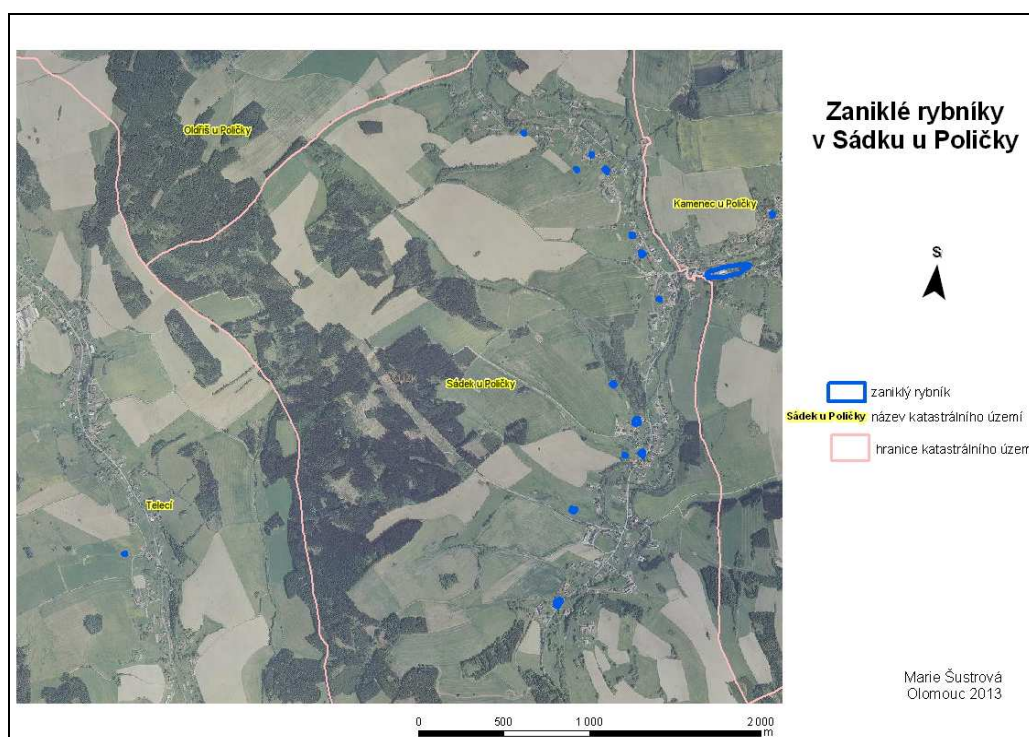 Zaniklé rybníky
v Sádku u Poličky
Oldřiš u Poličky
Kamenec u Poličky
S
Sádek u Poličky
zaniklý rybník
Sádek u Poličky název katastrálního území
hranice katastrálního územ
Telecí
Marie Šustrová
Olomouc 2013
0 500 1 000 2 000
m